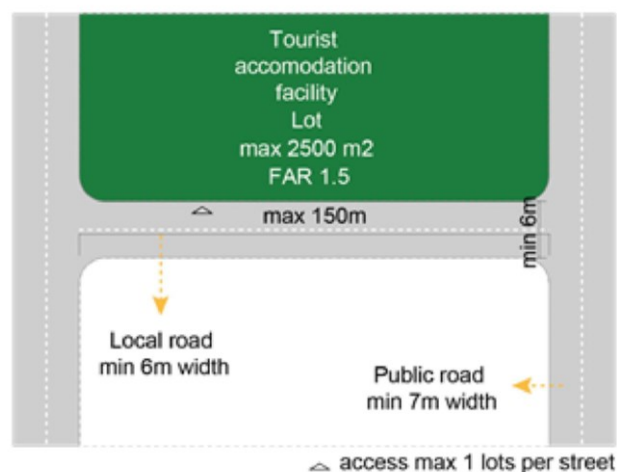 Tourist
accomodation
facility
Lot
max 2500 m2
FAR 1.5
max 150m
min 6m
Local road
min 6m width
Public road
min 7m width
access max 1 lots per street